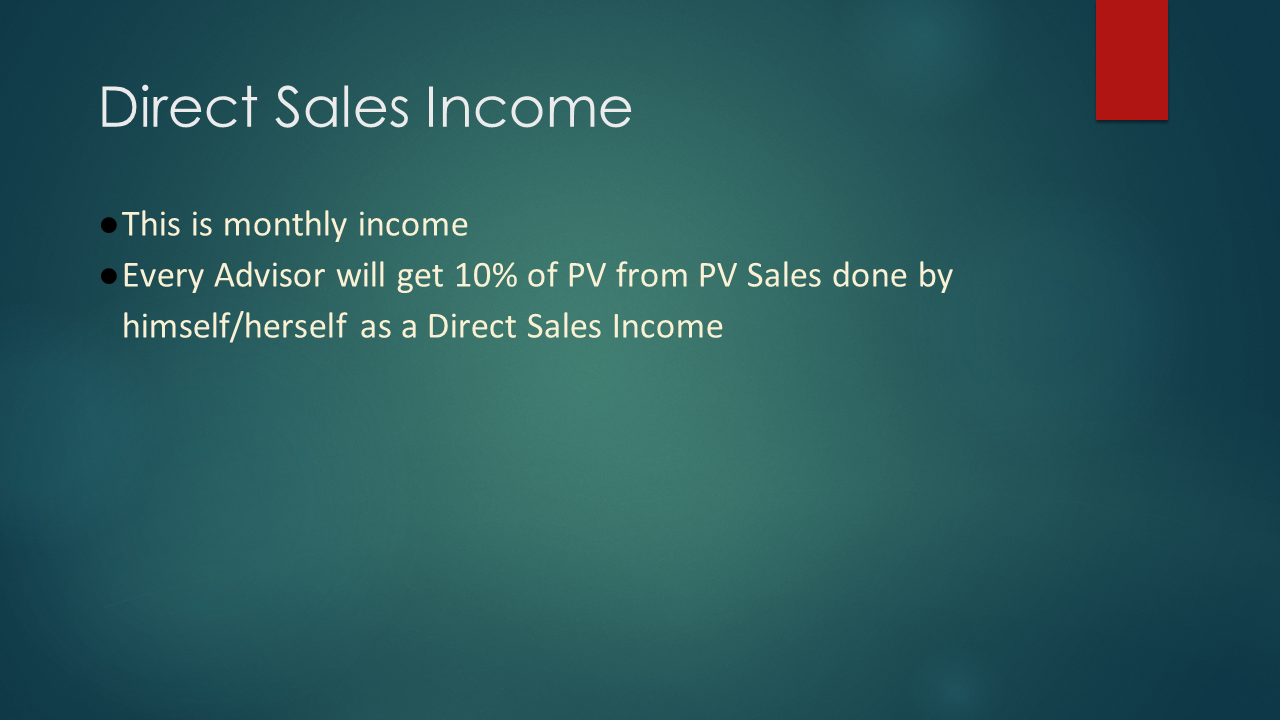 Direct Sales Income
●This is monthly income
●Every Advisor will get 10% of PV from PV Sales done by
himself/herself as a Direct Sales Income